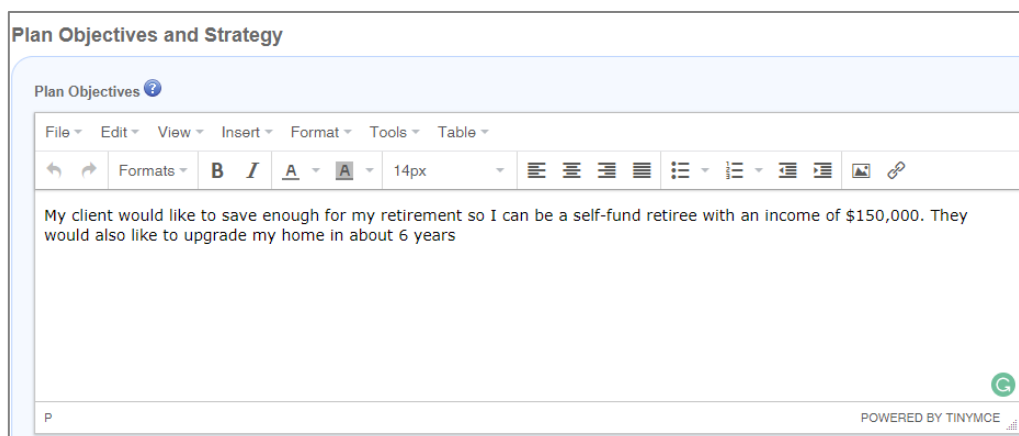 Plan Objectives and Strategy
Plan Objectives ?
File Edit View Insert Format Tools Table
Formats B I A A 14px
My client would like to save enough for my retirement so I can be a self-fund retiree with an income of $150,000. They
would also like to upgrade my home in about 6 years
P POWERED BY TINYMCE